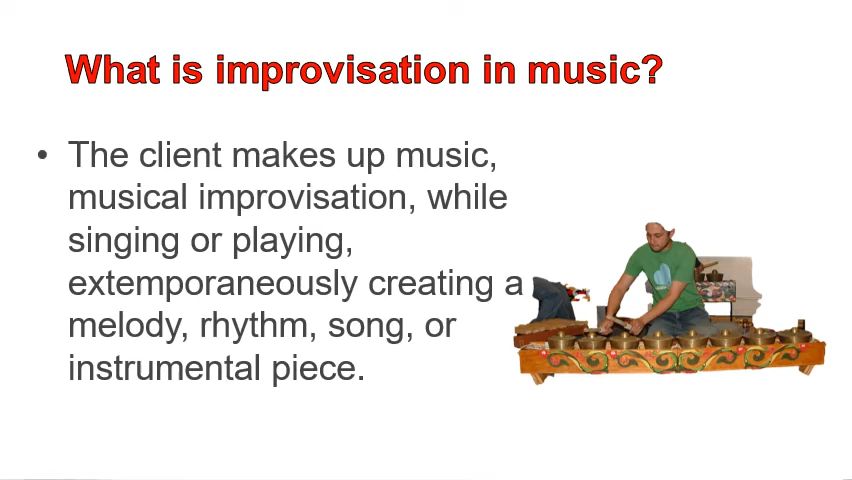 What is improvisation in music?
• The client makes up music,
musical improvisation, while
singing or playing,
extemporaneously creating a
melody, rhythm, song, or
instrumental piece.